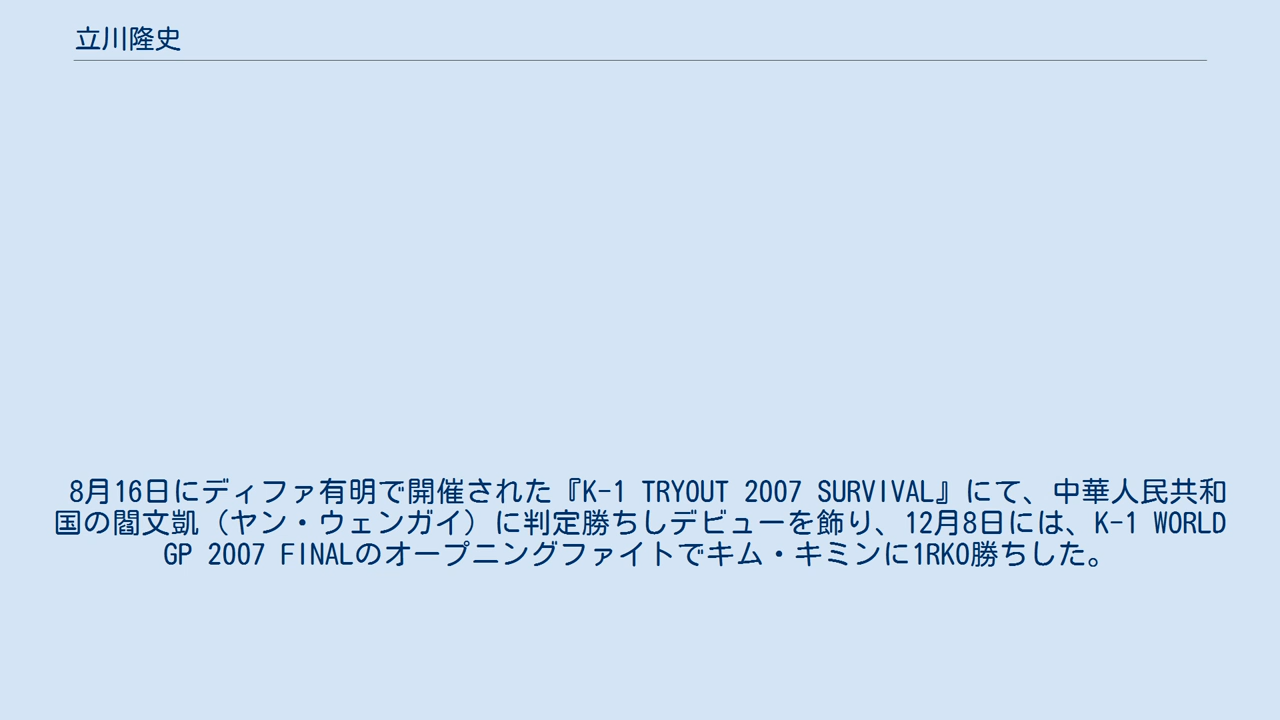 立川隆史
8月16日にディファ有明で開催された『K-1 TRYOUT 2007 SURVIVAL』にて、中華人民共和
国の閻文凱（ヤン・ウェンガイ）に判定勝ちしデビューを飾り、12月8日には、K-1 WORLD
GP 2007 FINALのオープニングファイトでキム・キミンに1RKO勝ちした。